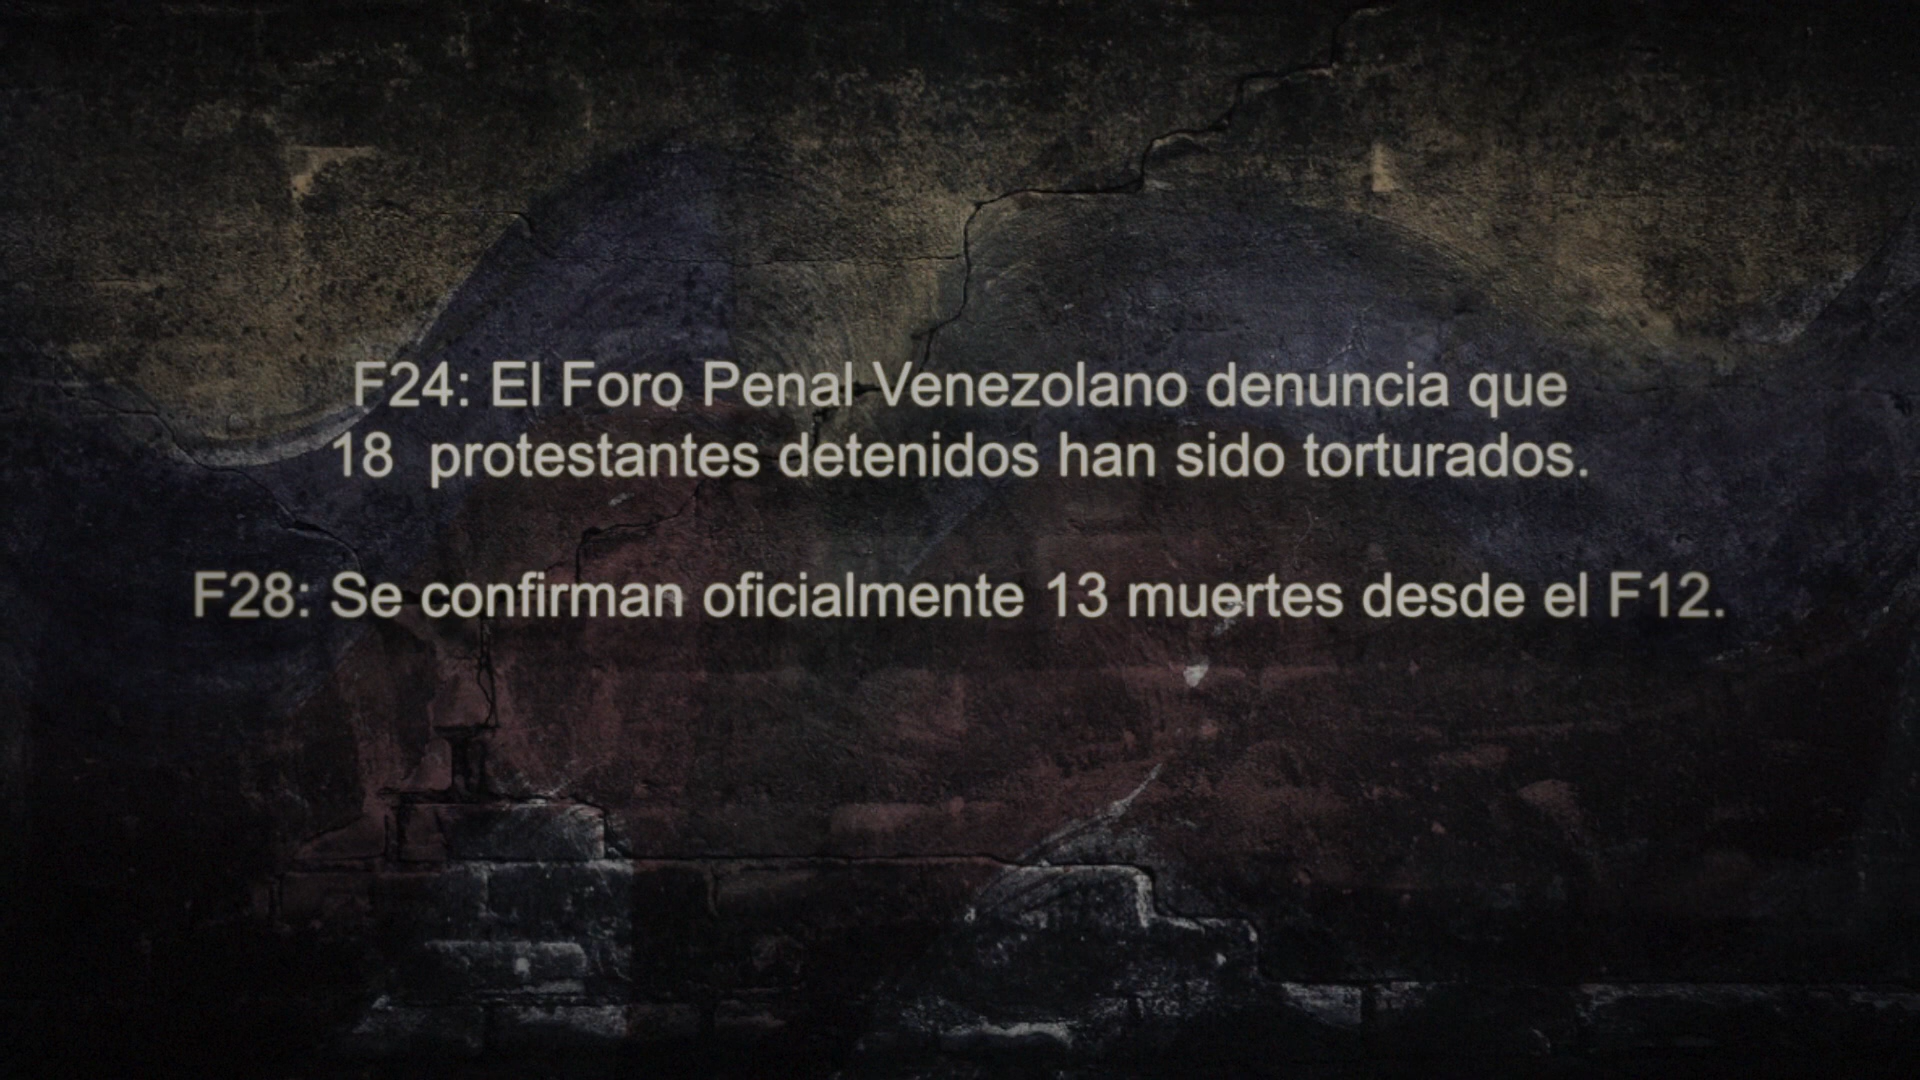 F24: El Foro Penal Venezolano denuncia que
18 protestantes detenidos han sido torturados.
F28: Se confirman oficialmente 13 muertes desde el F12.